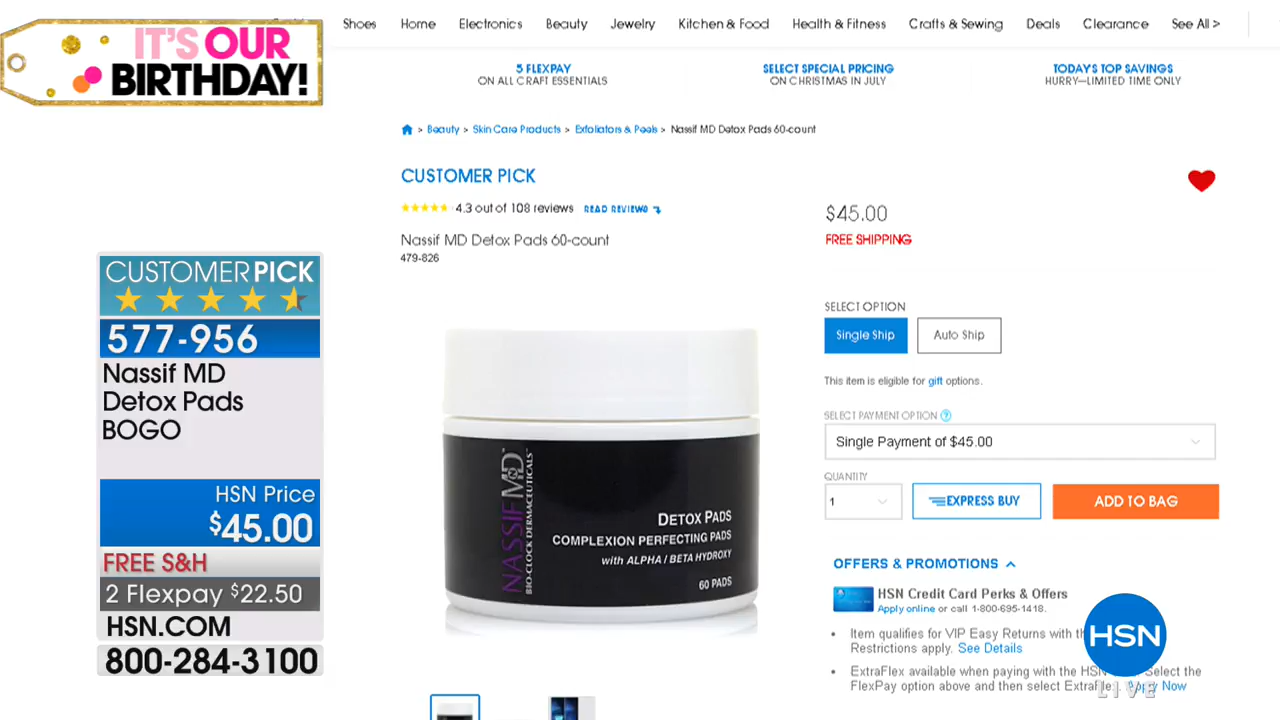 IT'S OUR
BIRTHDAY!
Shoes Home Electronics Beauty Jewelry Kitchen & Food Health & Fitness Crafts & Sewing Deals Clearance See All >
5 FLEXPAY
ON ALL CRAFT ESSENTIALS
SELECT SPECIAL PRICING
ON CHRISTMAS IN JULY
TODAY'S TOP SAVINGS
HURRY—LIMITED TIME ONLY
> Beauty > Skin Care Products > Exfoliators & Peels > Nassif MD Detox Pads 60-count
CUSTOMER PICK
4.3 out of 108 reviews READ REVIEWS
Nassif MD Detox Pads 60-count
479-826
$45.00
FREE SHIPPING
SELECT OPTION
Single Ship Auto Ship
This item is eligible for gift options.
SELECT PAYMENT OPTION ?
Single Payment of $45.00
QUANTITY
1
EXPRESS BUY
ADD TO BAG
OFFERS & PROMOTIONS
HSN Credit Card Perks & Offers
Apply online or call 1-800-695-1418.
• Item qualifies for VIP Easy Returns with
Restrictions apply. See Details
• ExtraFlex available when paying with the HSN Select the
FlexPay option above and then select Now
HSN
LIVE
NASSIF MD
BIO-CLOCK DERMACEUTICALS™
DETOX PADS
COMPLEXION PERFECTING PADS
with ALPHA / BETA HYDROXY
60 PADS
CUSTOMER PICK
577-956
Nassif MD
Detox Pads
BOGO
HSN Price
$45.00
FREE S&H
2 Flexpay $22.50
HSN.COM
800-284-3100